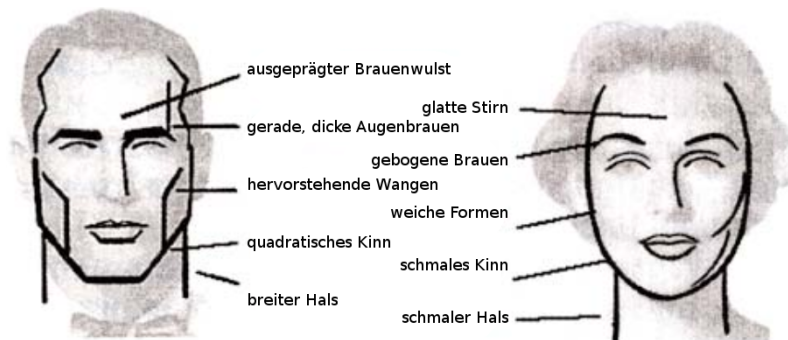 ausgeprägter Brauenwulst
gerade, dicke Augenbrauen
hervorstehende Wangen
quadratisches Kinn
breiter Hals
glatte Stirn
gebogene Brauen
weiche Formen
schmales Kinn
schmaler Hals